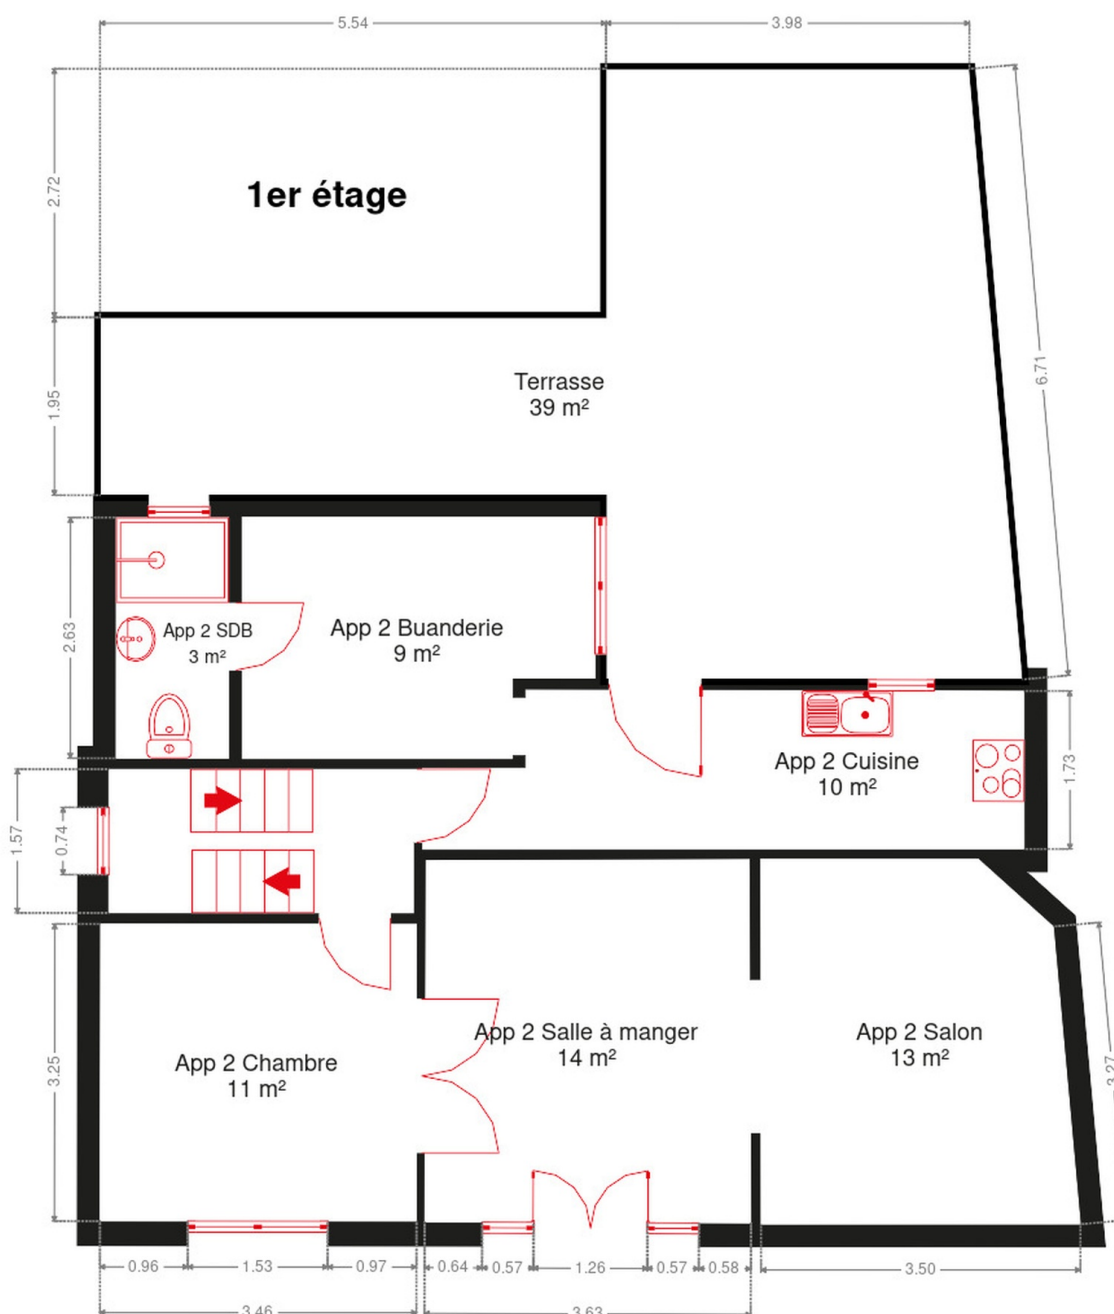 5.54
3.98
2.72
1er étage
6.71
1.95
Terrasse
39 m²
2.63
App 2 SDB
3 m²
App 2 Buanderie
9 m²
App 2 Cuisine
10 m²
1.73
1.57
0.74
3.25
App 2 Chambre
11 m²
App 2 Salle à manger
14 m²
App 2 Salon
13 m²
3.27
0.96
1.53
0.97
0.64
0.57
1.26
0.57
0.58
3.50
3.46
3.63